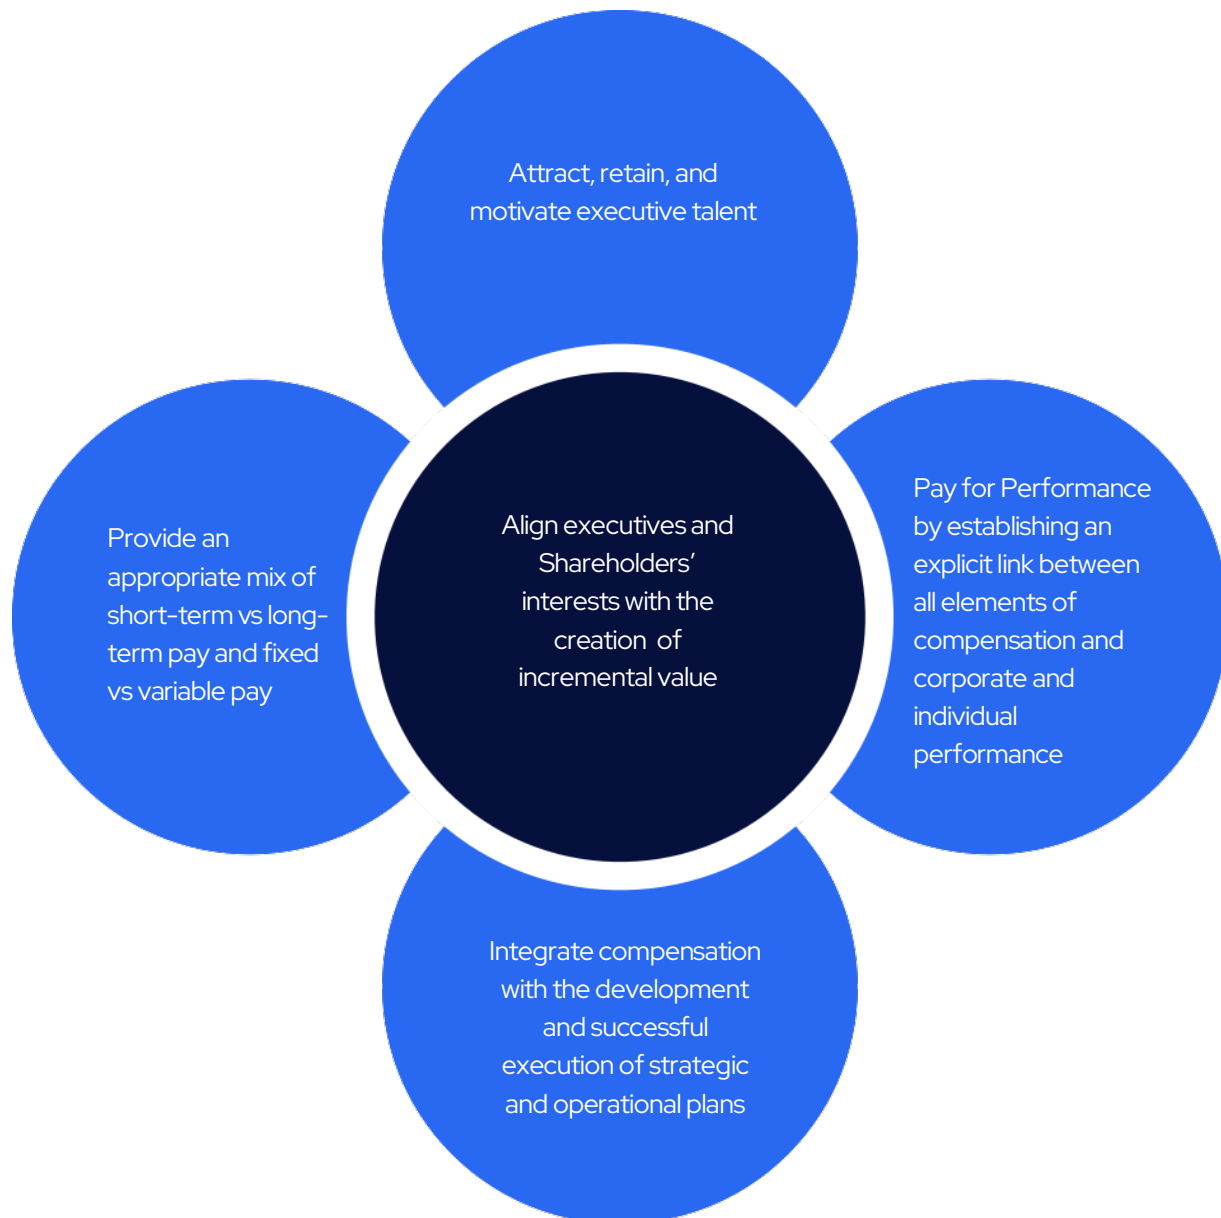 Attract, retain, and
motivate executive talent
Provide an
appropriate mix of
short-term vs long-
term pay and fixed
vs variable pay
Align executives and
Shareholders’
interests with the
creation of
incremental value
Pay for Performance
by establishing an
explicit link between
all elements of
compensation and
corporate and
individual
performance
Integrate compensation
with the development
and successful
execution of strategic
and operational plans